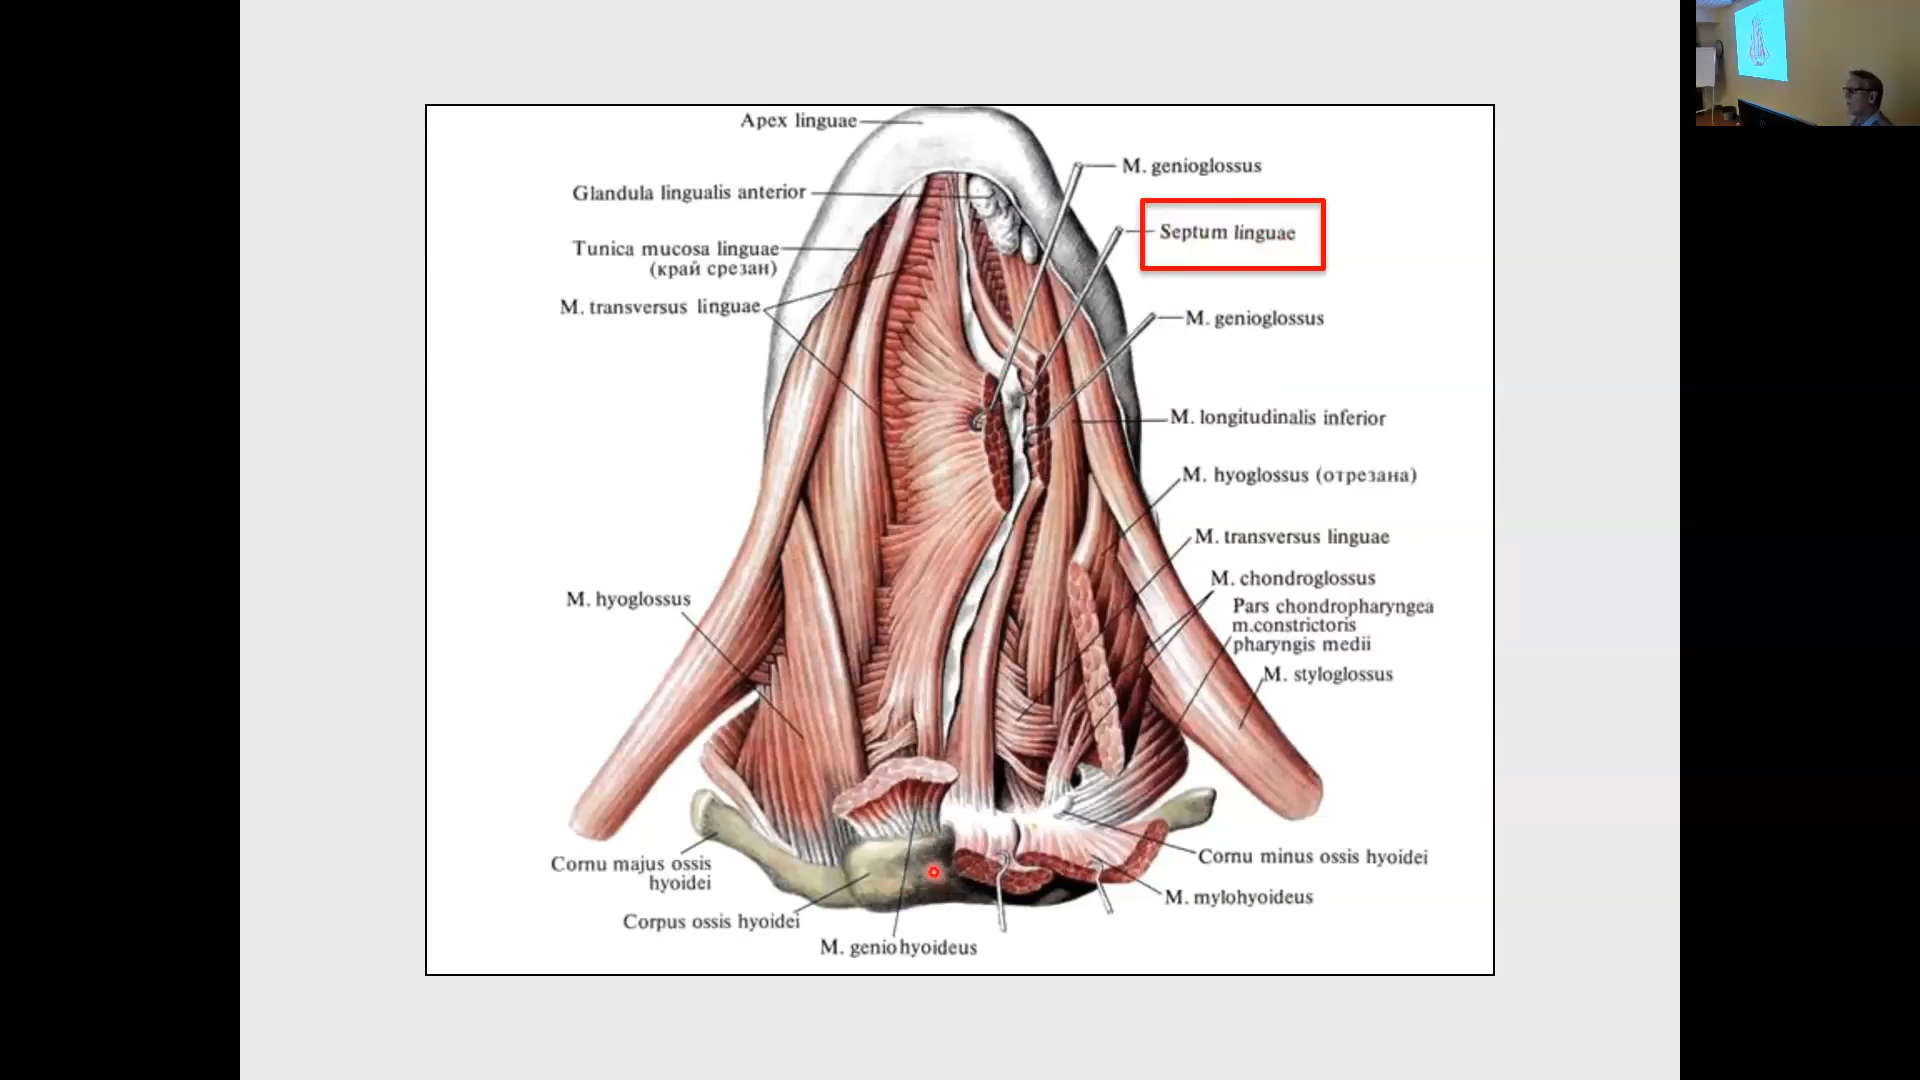 Apex linguae
Glandula lingualis anterior
Tunica mucosa linguae
(край срезан)
M. transversus linguae
M. hyoglossus
Cornu majus ossis
hyoidei
Corpus ossis hyoidei
M. geniohyoideus
M. genioglossus
Septum linguae
M. genioglossus
M. longitudinalis inferior
M. hyoglossus (отрезана)
M. transversus linguae
M. chondroglossus
Pars chondropharyngea
m.constrictoris
pharyngis medii
M. styloglossus
Cornu minus ossis hyoidei
M. mylohyoideus